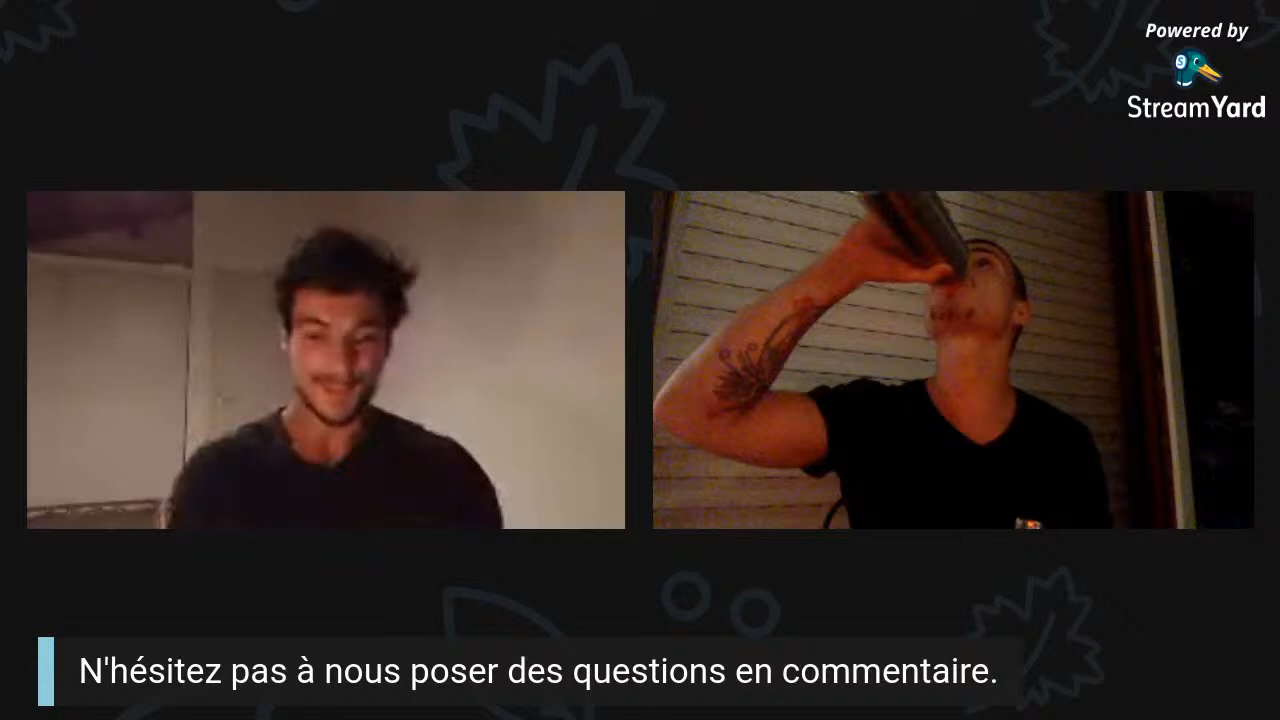 Powered by
StreamYard
N'hésitez pas à nous poser des questions en commentaire.